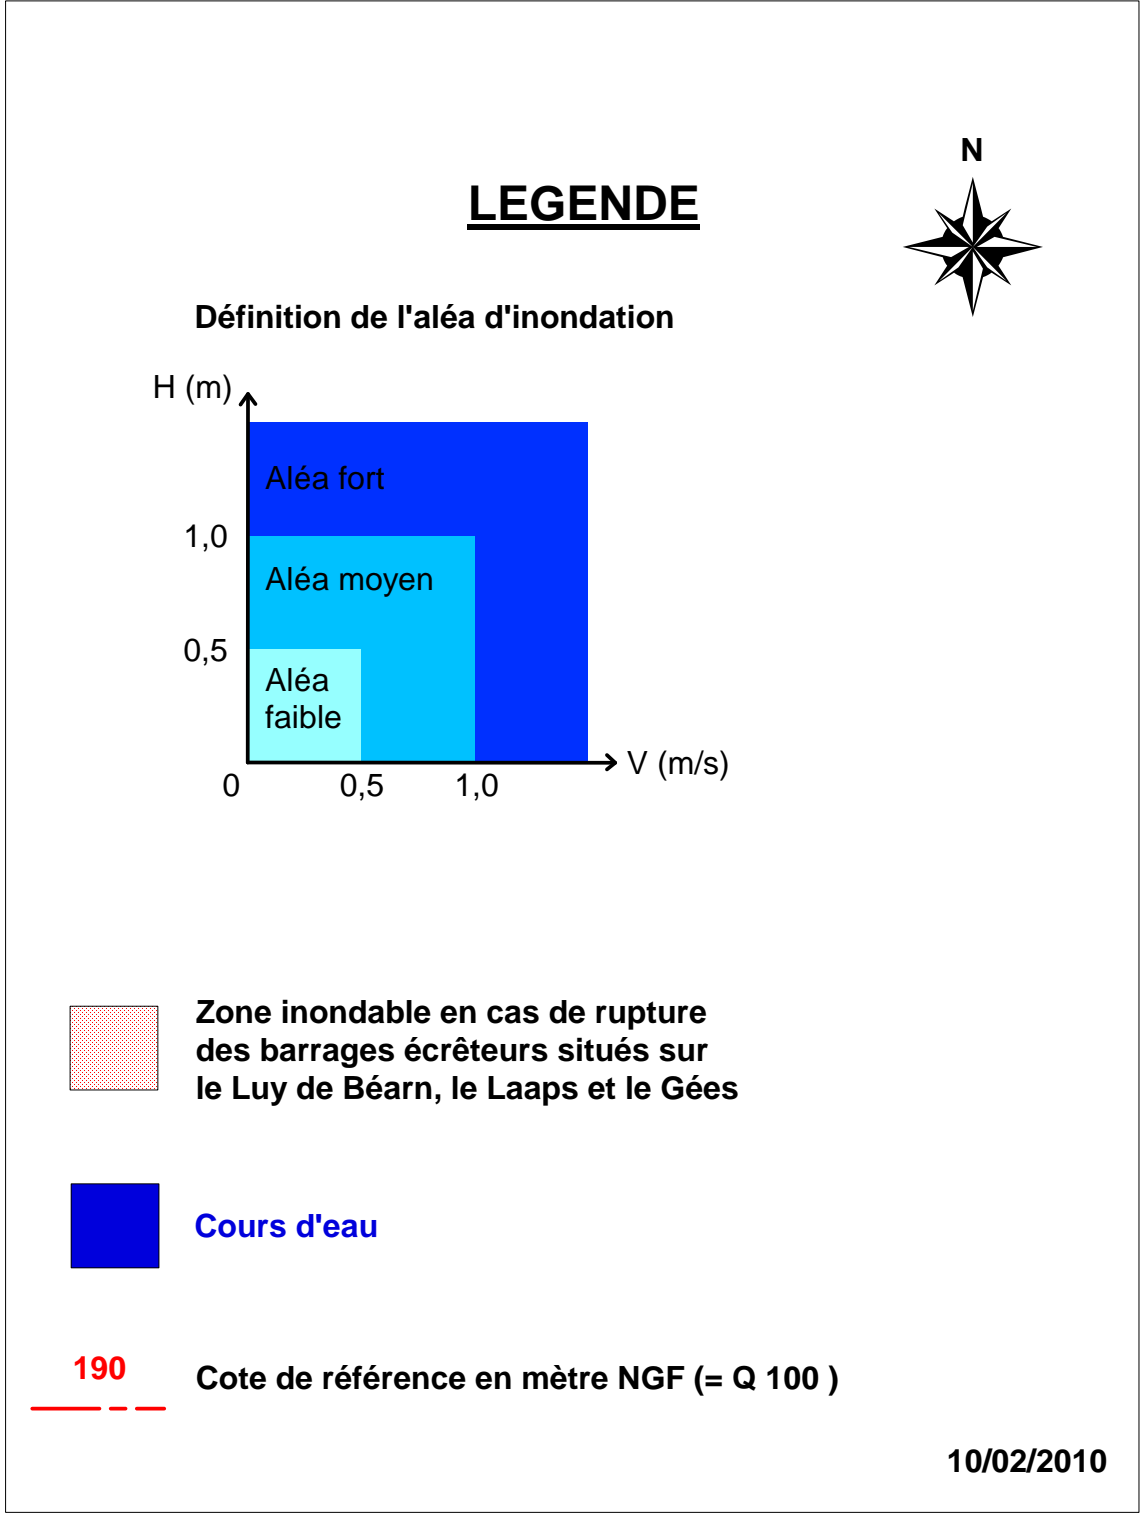 N
LEGENDE
Définition de l'aléa d'inondation
H (m)
Aléa fort
1,0
Aléa moyen
0,5
Aléa
faible
V (m/s)
0
0,5
1,0
Zone inondable en cas de rupture
des barrages écrêteurs situés sur
le Luy de Béarn, le Laaps et le Gées
Cours d'eau
190
Cote de référence en mètre NGF (= Q 100 )
10/02/2010